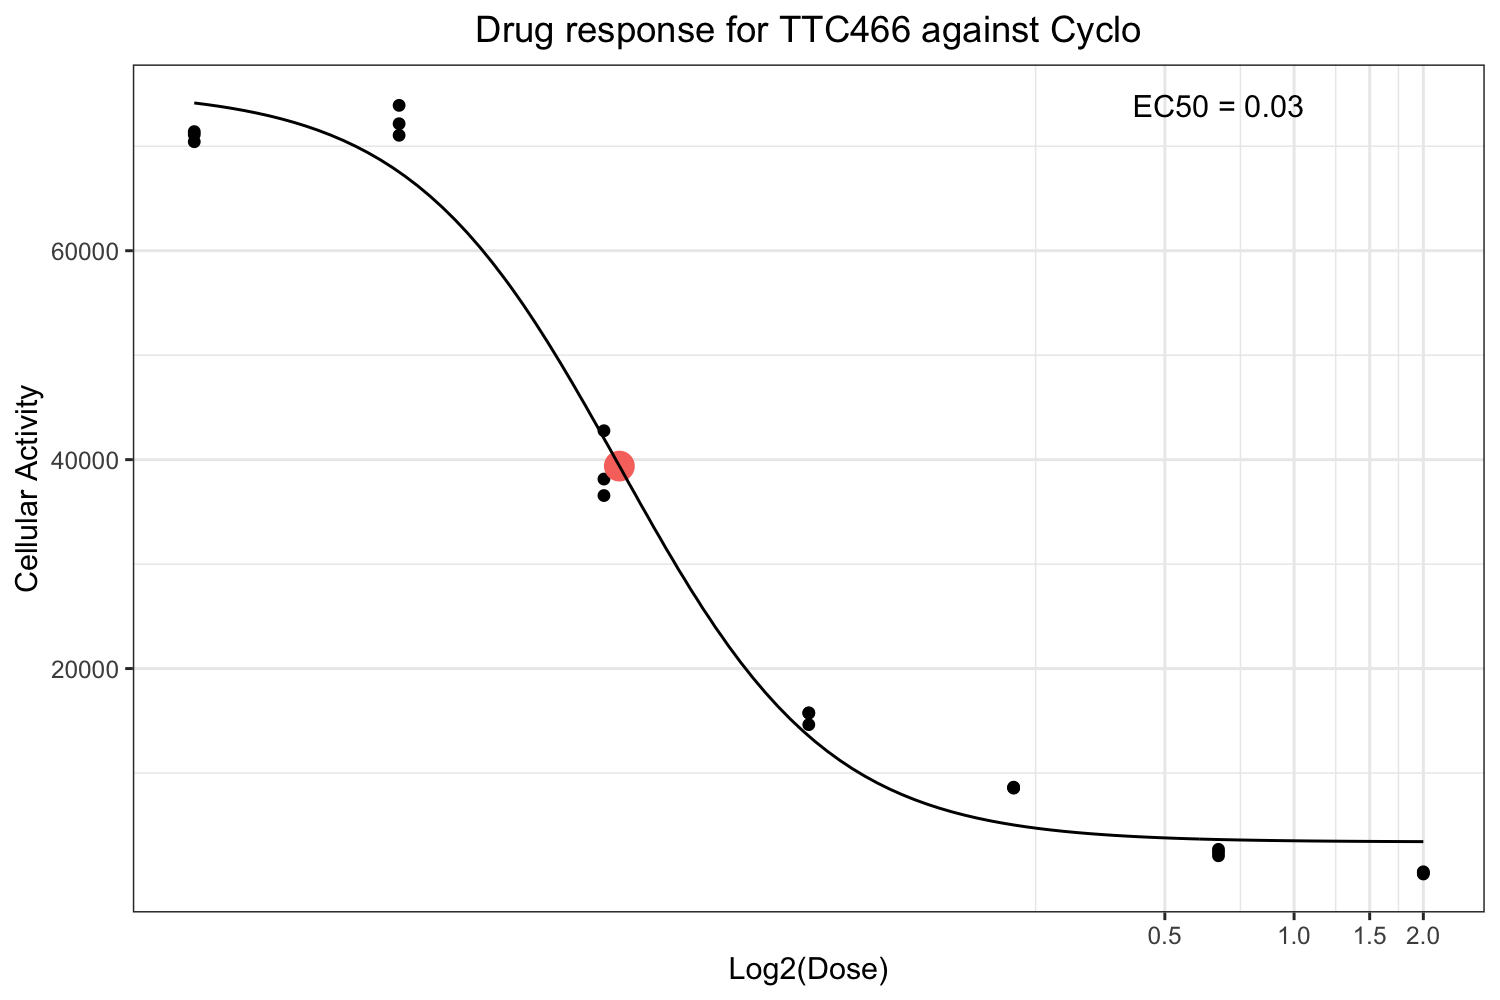 Drug response for TTC466 against Cyclo
EC50 = 0.03
60000
40000
20000
Cellular Activity
0.5 1.0 1.5 2.0
Log2(Dose)